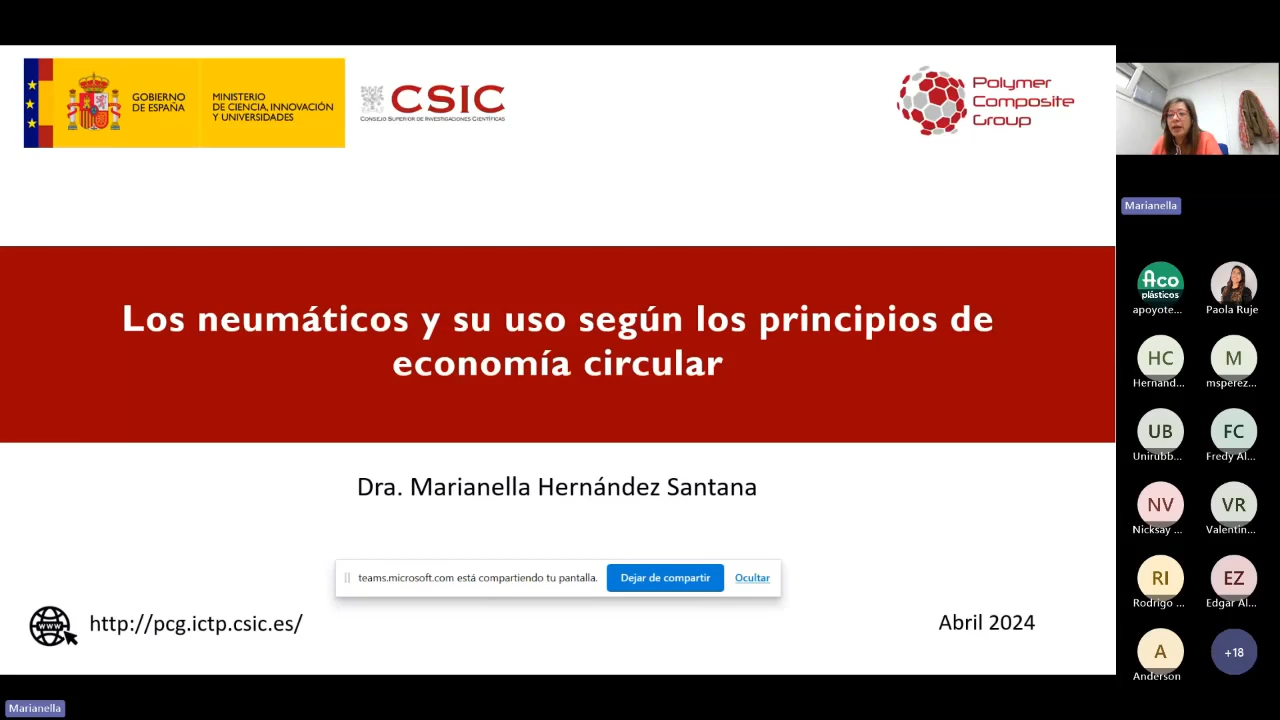 GOBIERNO
DE ESPAÑA
MINISTERIO
DE CIENCIA, INNOVACIÓN
Y UNIVERSIDADES
CSIC
CONSEJO SUPERIOR DE INVESTIGACIONES CIENTÍFICAS
Polymer
Composite
Group
Los neumáticos y su uso según los principios de
economía circular
Dra. Marianella Hernández Santana
teams.microsoft.com está compartiendo tu pantalla.
Dejar de compartir
Ocultar
www
http://pcg.ictp.csic.es/
Abril 2024
Marianella
Marianella
Aco
plásticos
apoyote...
Paola Ruje
HC
Hernand...
M
msperez...
UB
Unirubb...
FC
Fredy Al...
NV
Nicksay ...
VR
Valentin...
RI
Rodrigo ...
EZ
Edgar Al...
A
Anderson
+18